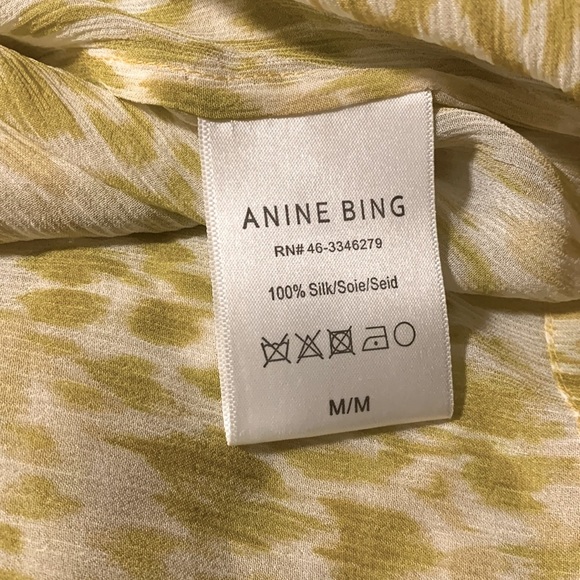 ANINE BING
RN# 46-3346279
100% Silk/Soie/Seid
M/M